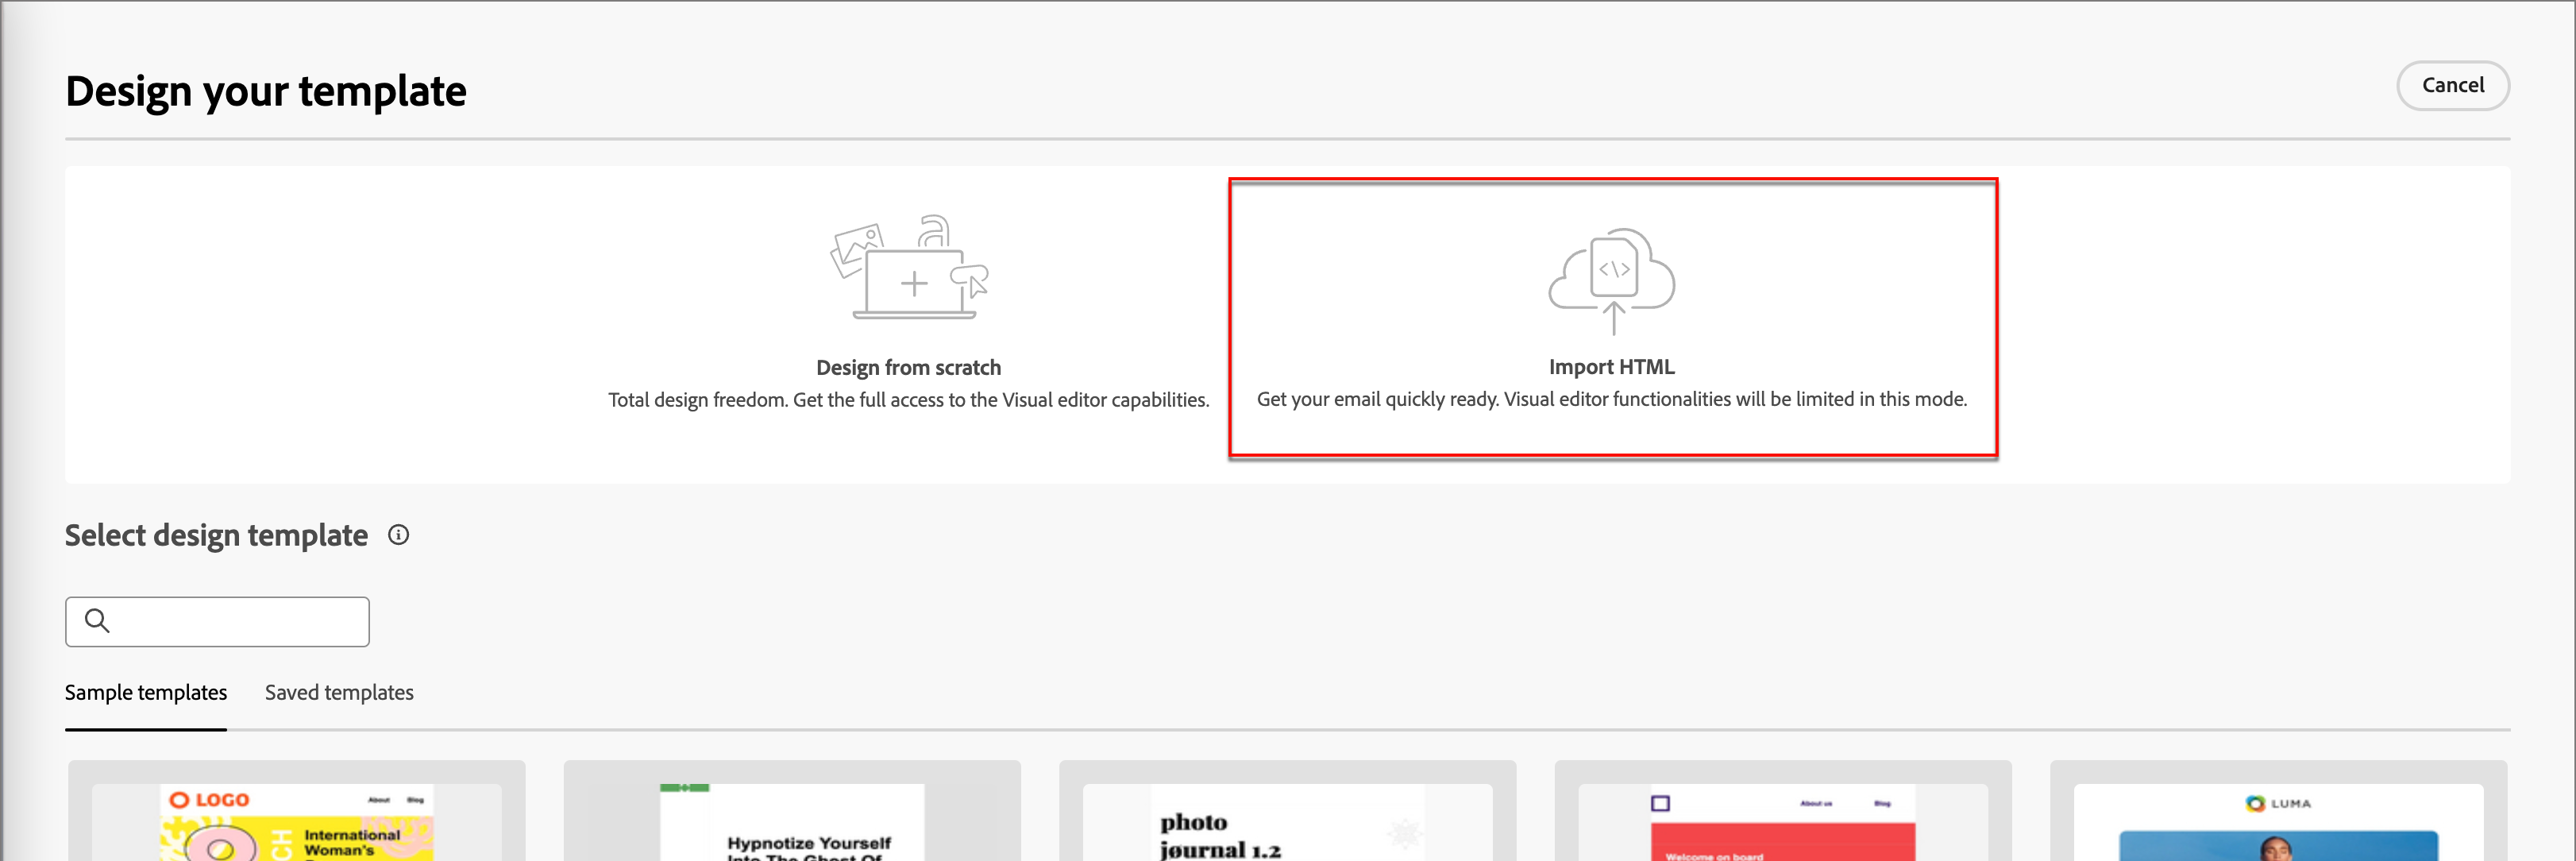 Design your template
Cancel
a
</>
Design from scratch
Total design freedom. Get the full access to the Visual editor capabilities.
Import HTML
Get your email quickly ready. Visual editor functionalities will be limited in this mode.
Select design template
Sample templates
Saved templates
LOGO
About Blog
CH
International
Woman's
Hypnotize Yourself
Into The Ghost Of
photo
jøurnal 1.2
About us Blog
Welcome on board
LUMA